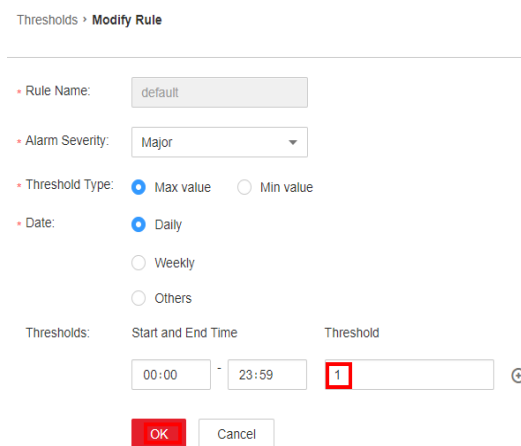 Thresholds › Modify Rule
* Rule Name: default
* Alarm Severity: Major
* Threshold Type: Max value Min value
* Date: Daily
Weekly
Others
Thresholds: Start and End Time Threshold
00:00 - 23:59 1
OK Cancel